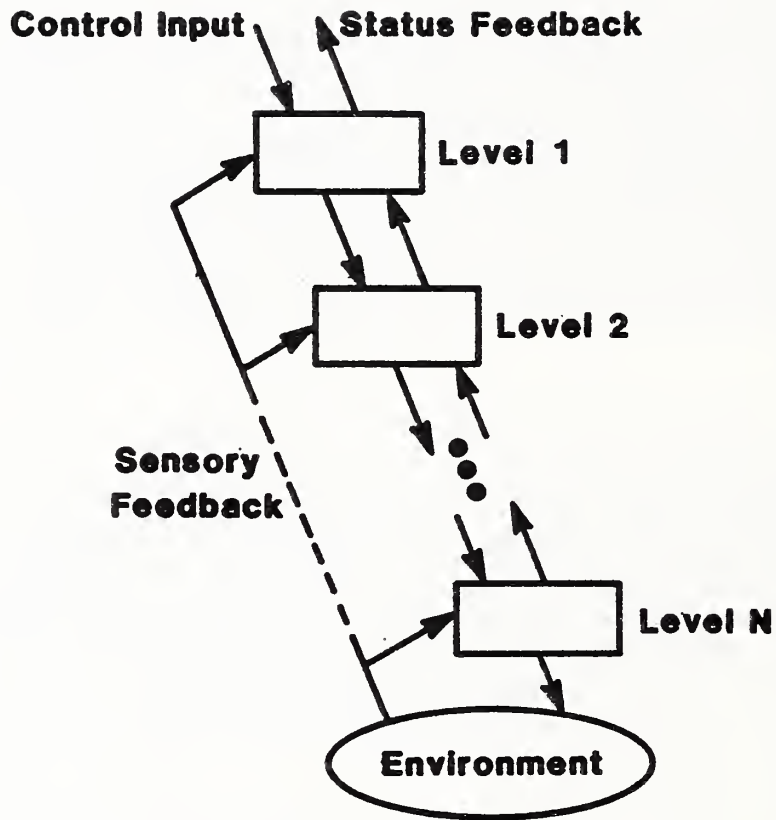 Control Input
Status Feedback
Level 1
Level 2
Sensory
Feedback
Level N
Environment